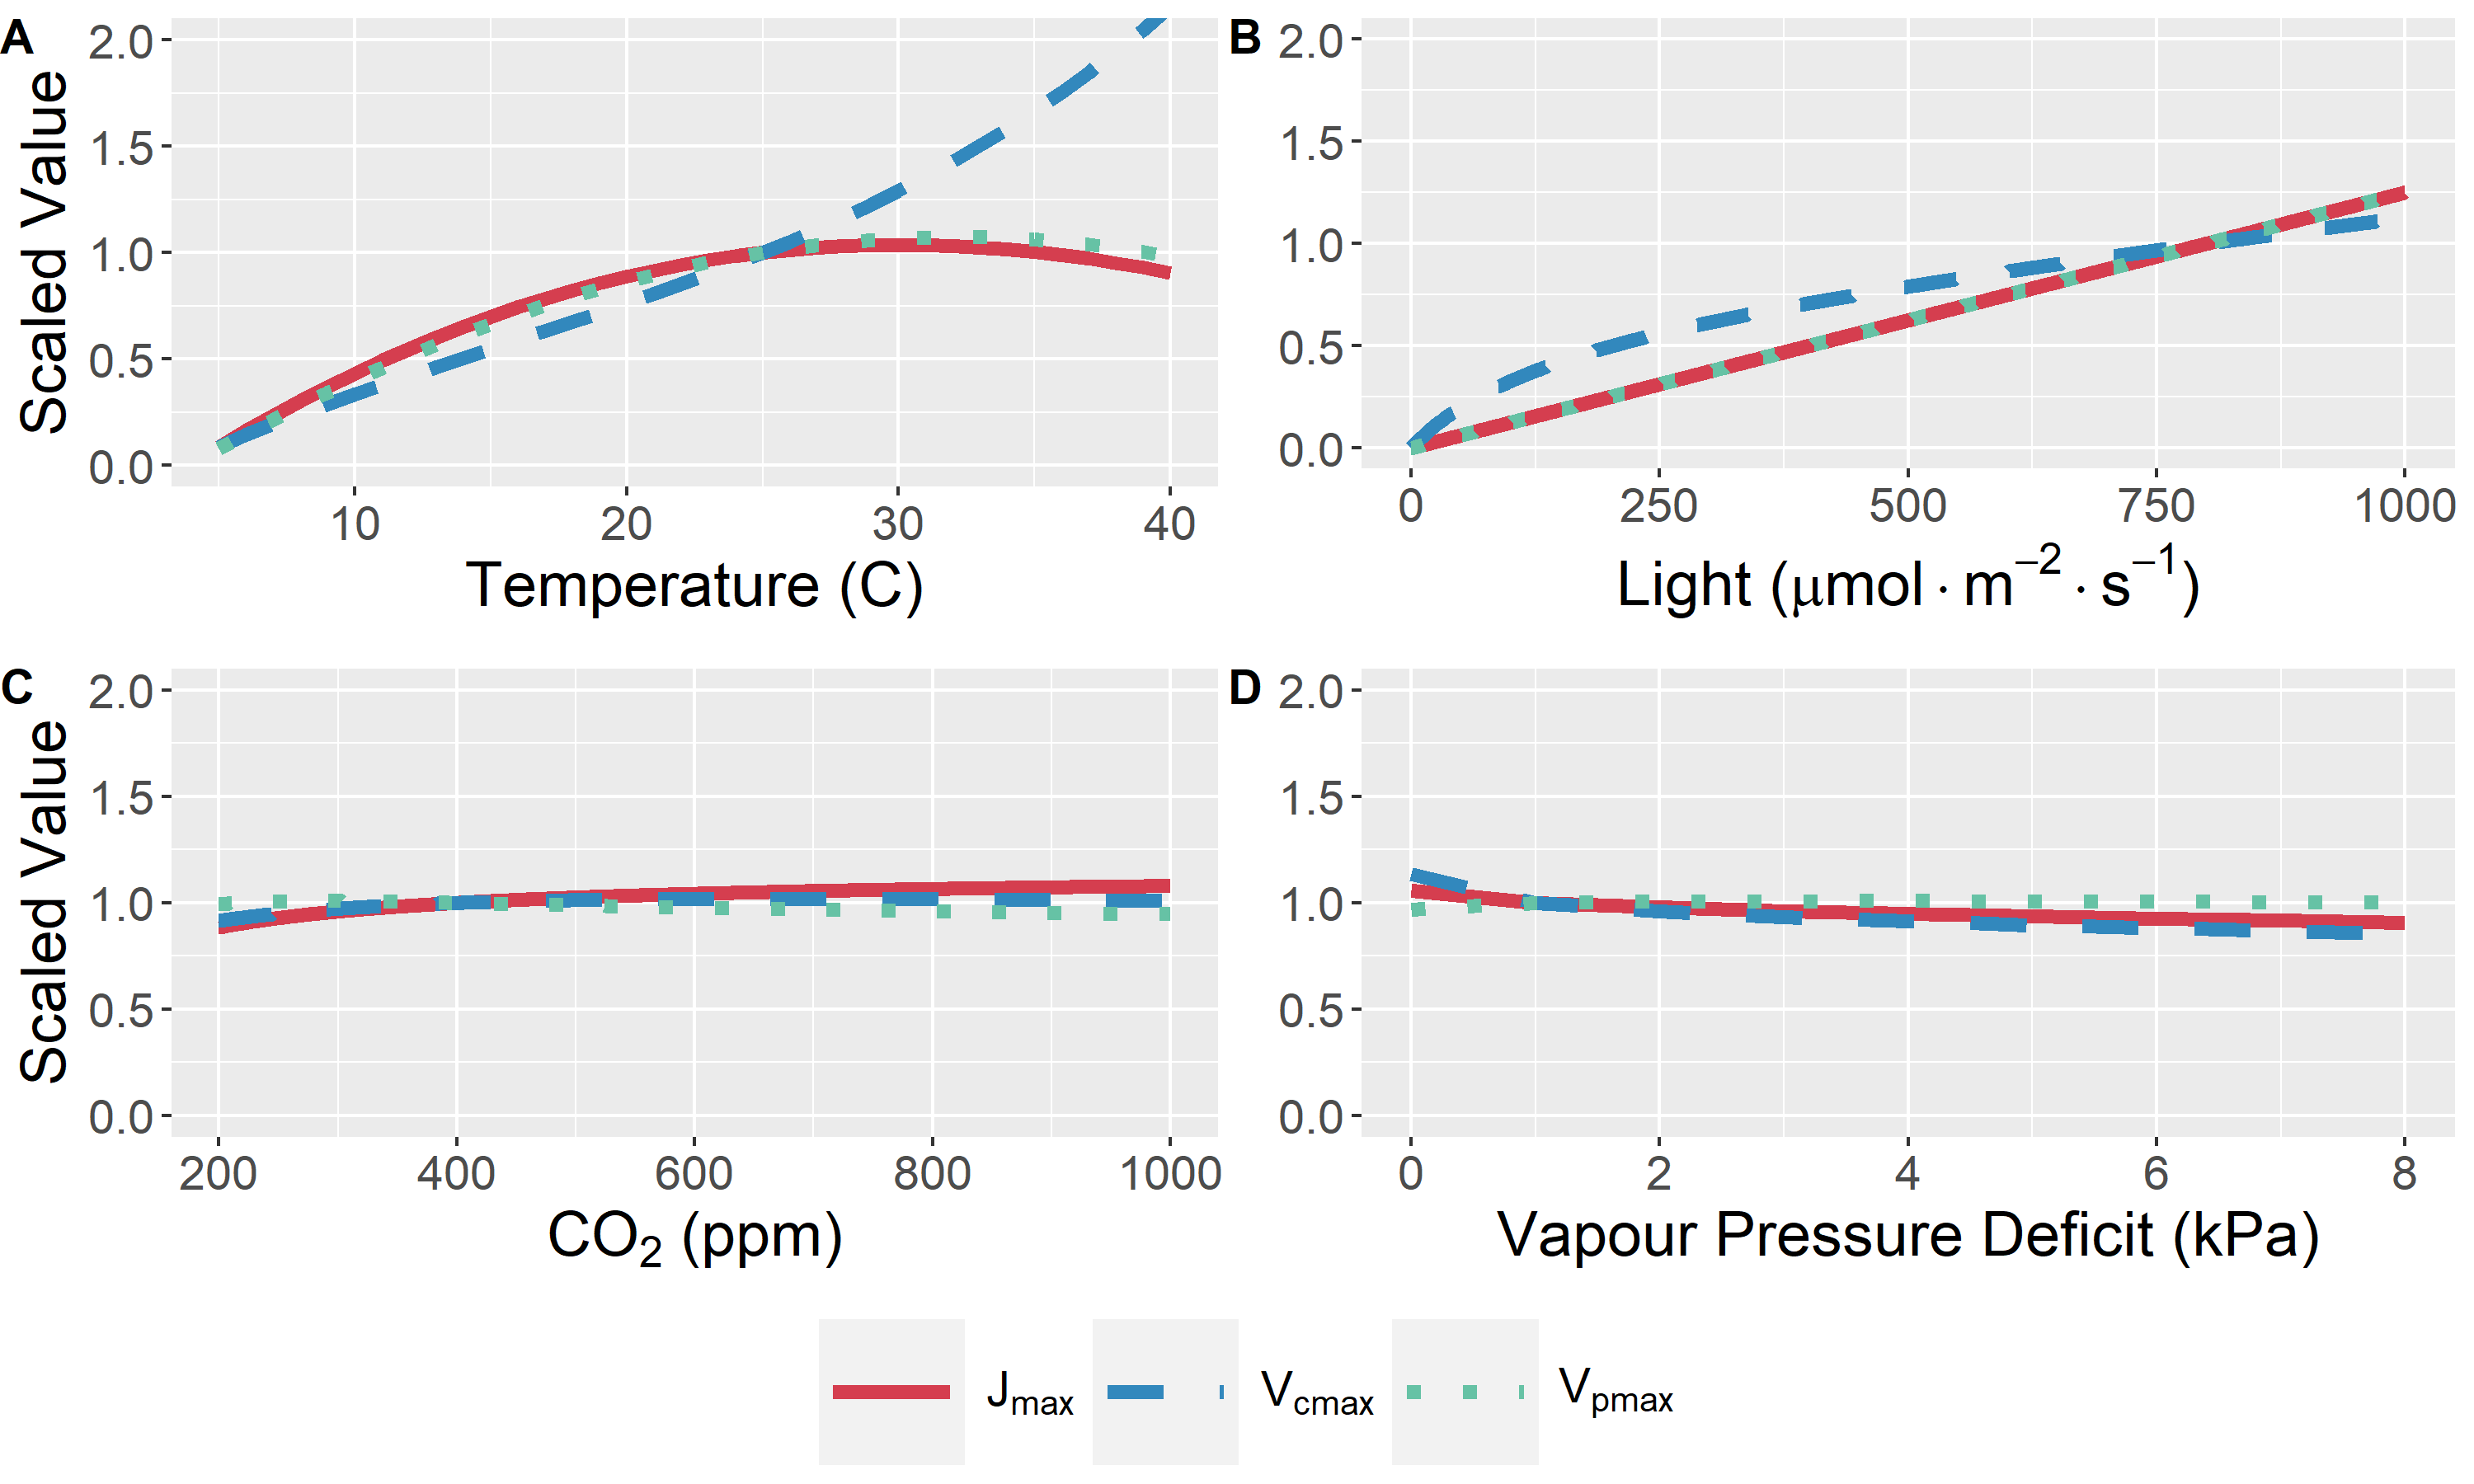 A
2.0
1.5
1.0
0.5
0.0
Scaled Value
10 20 30 40
Temperature (C)
B
2.0
1.5
1.0
0.5
0.0
0 250 500 750 1000
Light (μmol · m⁻² · s⁻¹)
C
2.0
1.5
1.0
0.5
0.0
Scaled Value
200 400 600 800 1000
CO₂ (ppm)
D
2.0
1.5
1.0
0.5
0.0
0 2 4 6 8
Vapour Pressure Deficit (kPa)
Jmax Vcmax Vpmax